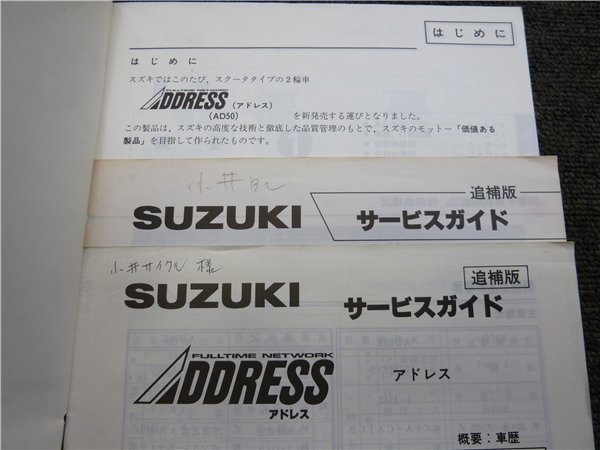 はじめに
はじめに
スズキではこのたび，スクータタイプの２輪車
FULLTIME NETWORK
ADDRESS（アドレス）
（AD50）　を新発売する運びとなりました。
この製品は、スズキの高度な技術と徹底した品質管理のもとで、スズキのモットー「価値ある
製品」を目指して作られたものです。
小井
追補版
SUZUKI サービスガイド
小井サイクル 様
追補版
SUZUKI サービスガイド
FULLTIME NETWORK
ADDRESS
アドレス
アドレス
概要：車歴